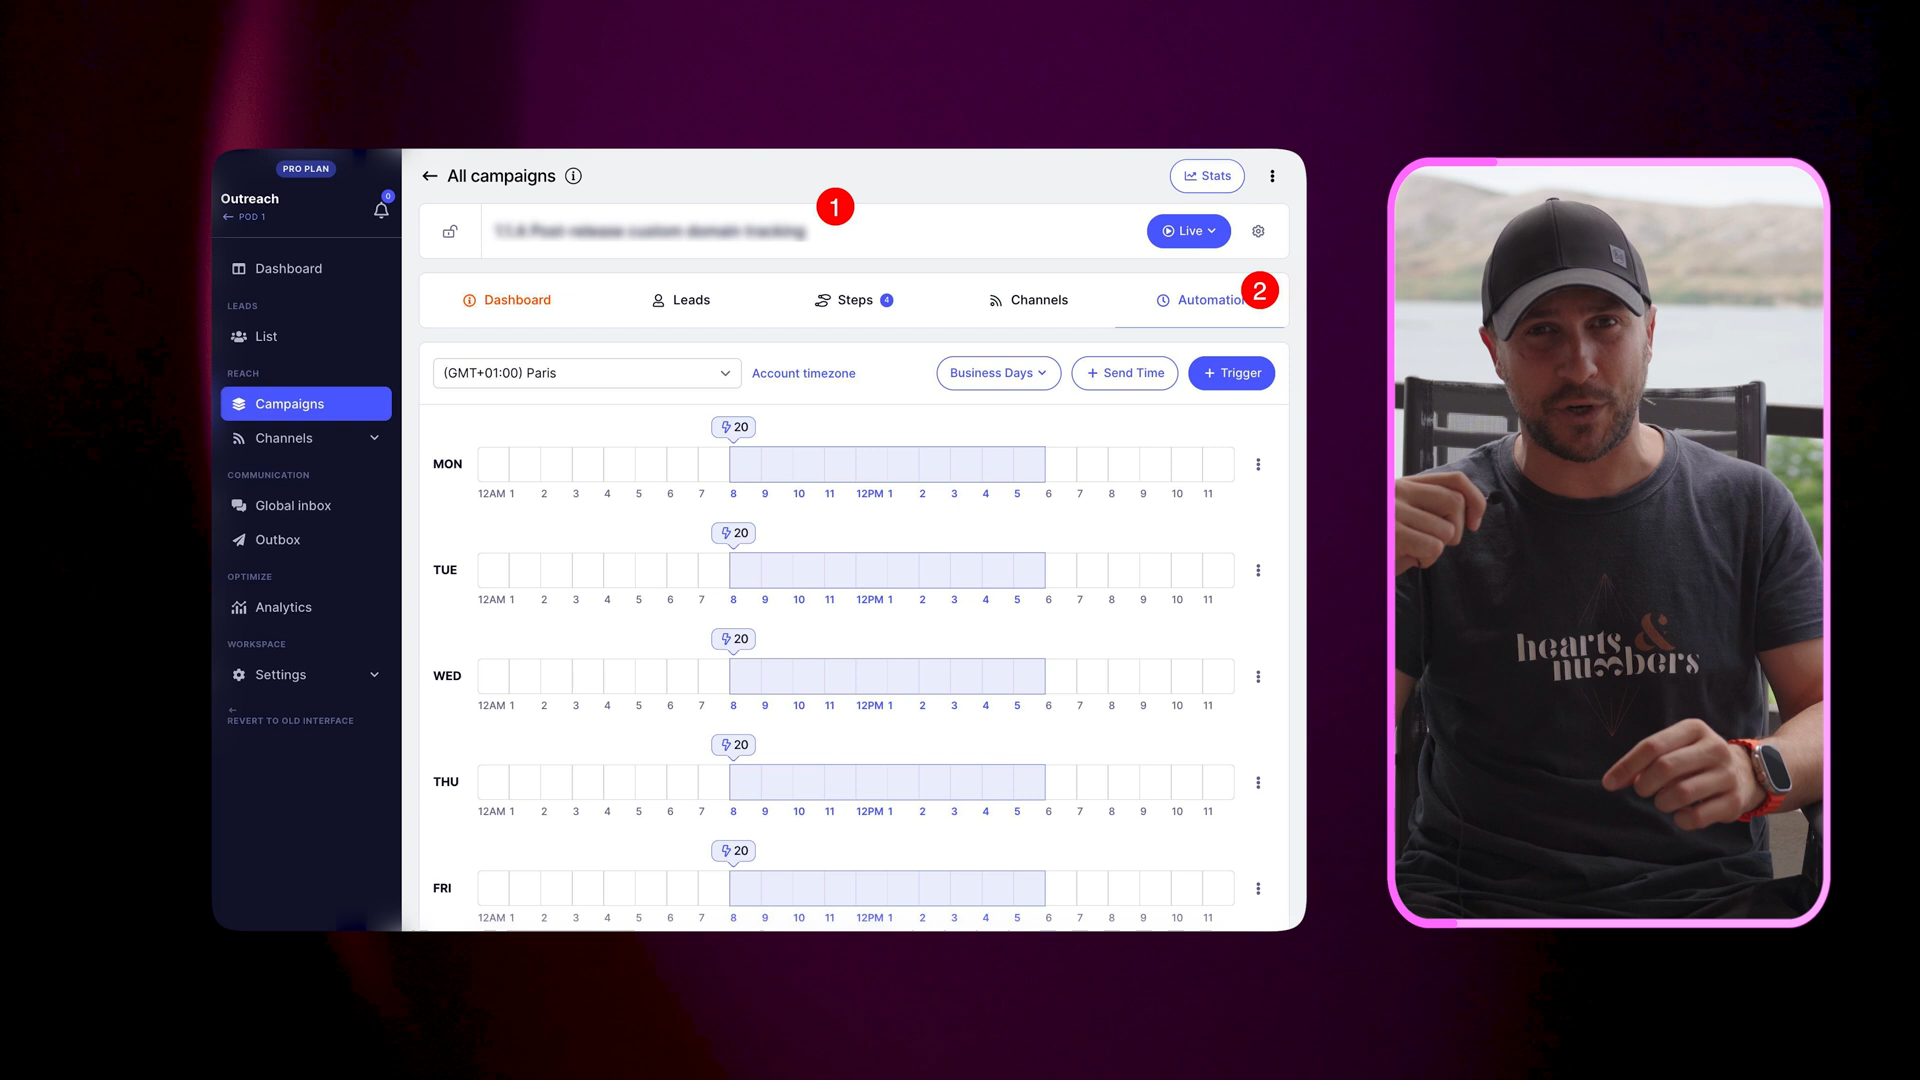 PRO PLAN
Outreach
0
POD 1
Dashboard
LEADS
List
REACH
Campaigns
Channels
COMMUNICATION
Global inbox
Outbox
OPTIMIZE
Analytics
WORKSPACE
Settings
REVERT TO OLD INTERFACE
All campaigns
Stats
1
1.1.4 Post-release custom domain tracking
Live
Dashboard
Leads
Steps 4
Channels
Automation
2
(GMT+01:00) Paris
Account timezone
Business Days
+ Send Time
+ Trigger
20
MON
12AM 1 2 3 4 5 6 7 8 9 10 11 12PM 1 2 3 4 5 6 7 8 9 10 11
20
TUE
12AM 1 2 3 4 5 6 7 8 9 10 11 12PM 1 2 3 4 5 6 7 8 9 10 11
20
WED
12AM 1 2 3 4 5 6 7 8 9 10 11 12PM 1 2 3 4 5 6 7 8 9 10 11
20
THU
12AM 1 2 3 4 5 6 7 8 9 10 11 12PM 1 2 3 4 5 6 7 8 9 10 11
20
FRI
12AM 1 2 3 4 5 6 7 8 9 10 11 12PM 1 2 3 4 5 6 7 8 9 10 11
hearts &
numbers